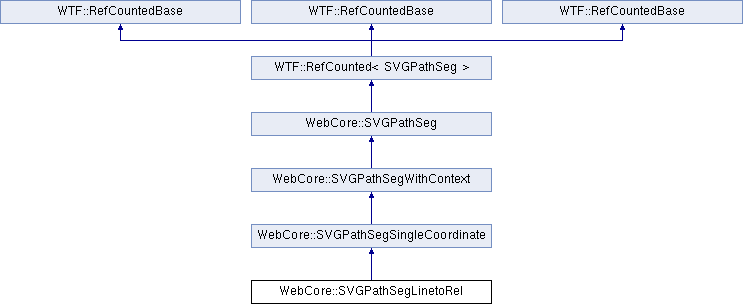 WTF::RefCountedBase
WTF::RefCountedBase
WTF::RefCountedBase
WTF::RefCounted< SVGPathSeg >
WebCore::SVGPathSeg
WebCore::SVGPathSegWithContext
WebCore::SVGPathSegSingleCoordinate
WebCore::SVGPathSegLinetoRel